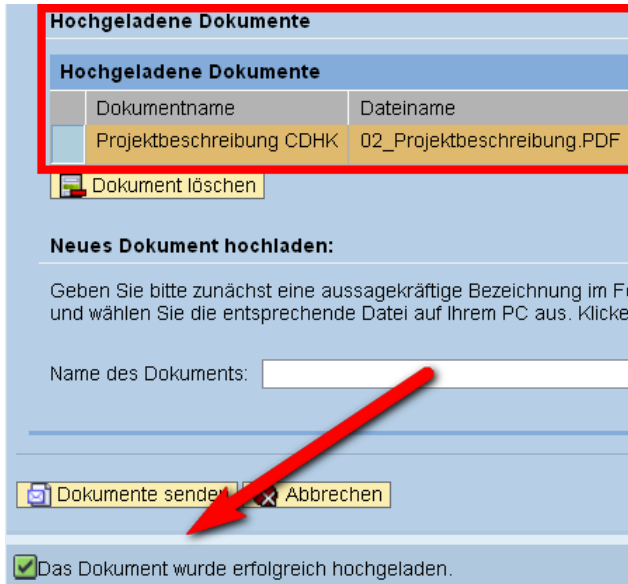 Hochgeladene Dokumente
Hochgeladene Dokumente
Dokumentname Dateiname
Projektbeschreibung CDHK 02_Projektbeschreibung.PDF
Dokument löschen
Neues Dokument hochladen:
Geben Sie bitte zunächst eine aussagekräftige Bezeichnung im
und wählen Sie die entsprechende Datei auf Ihrem PC aus. Klicke
Name des Dokuments:
Dokumente senden Abbrechen
Das Dokument wurde erfolgreich hochgeladen.